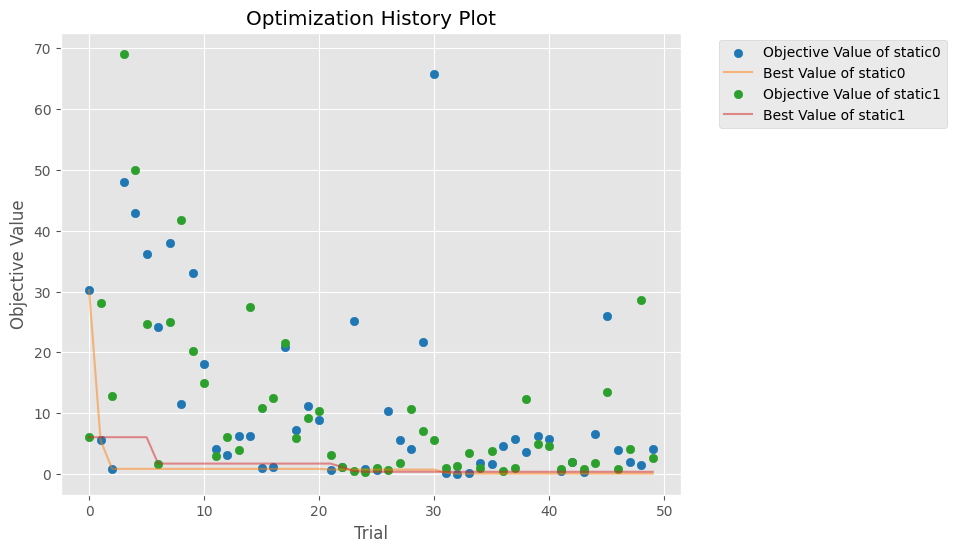 Optimization History Plot
Objective Value
70
60
50
40
30
20
10
0
0 10 20 30 40 50
Trial
Objective Value of static0
Best Value of static0
Objective Value of static1
Best Value of static1